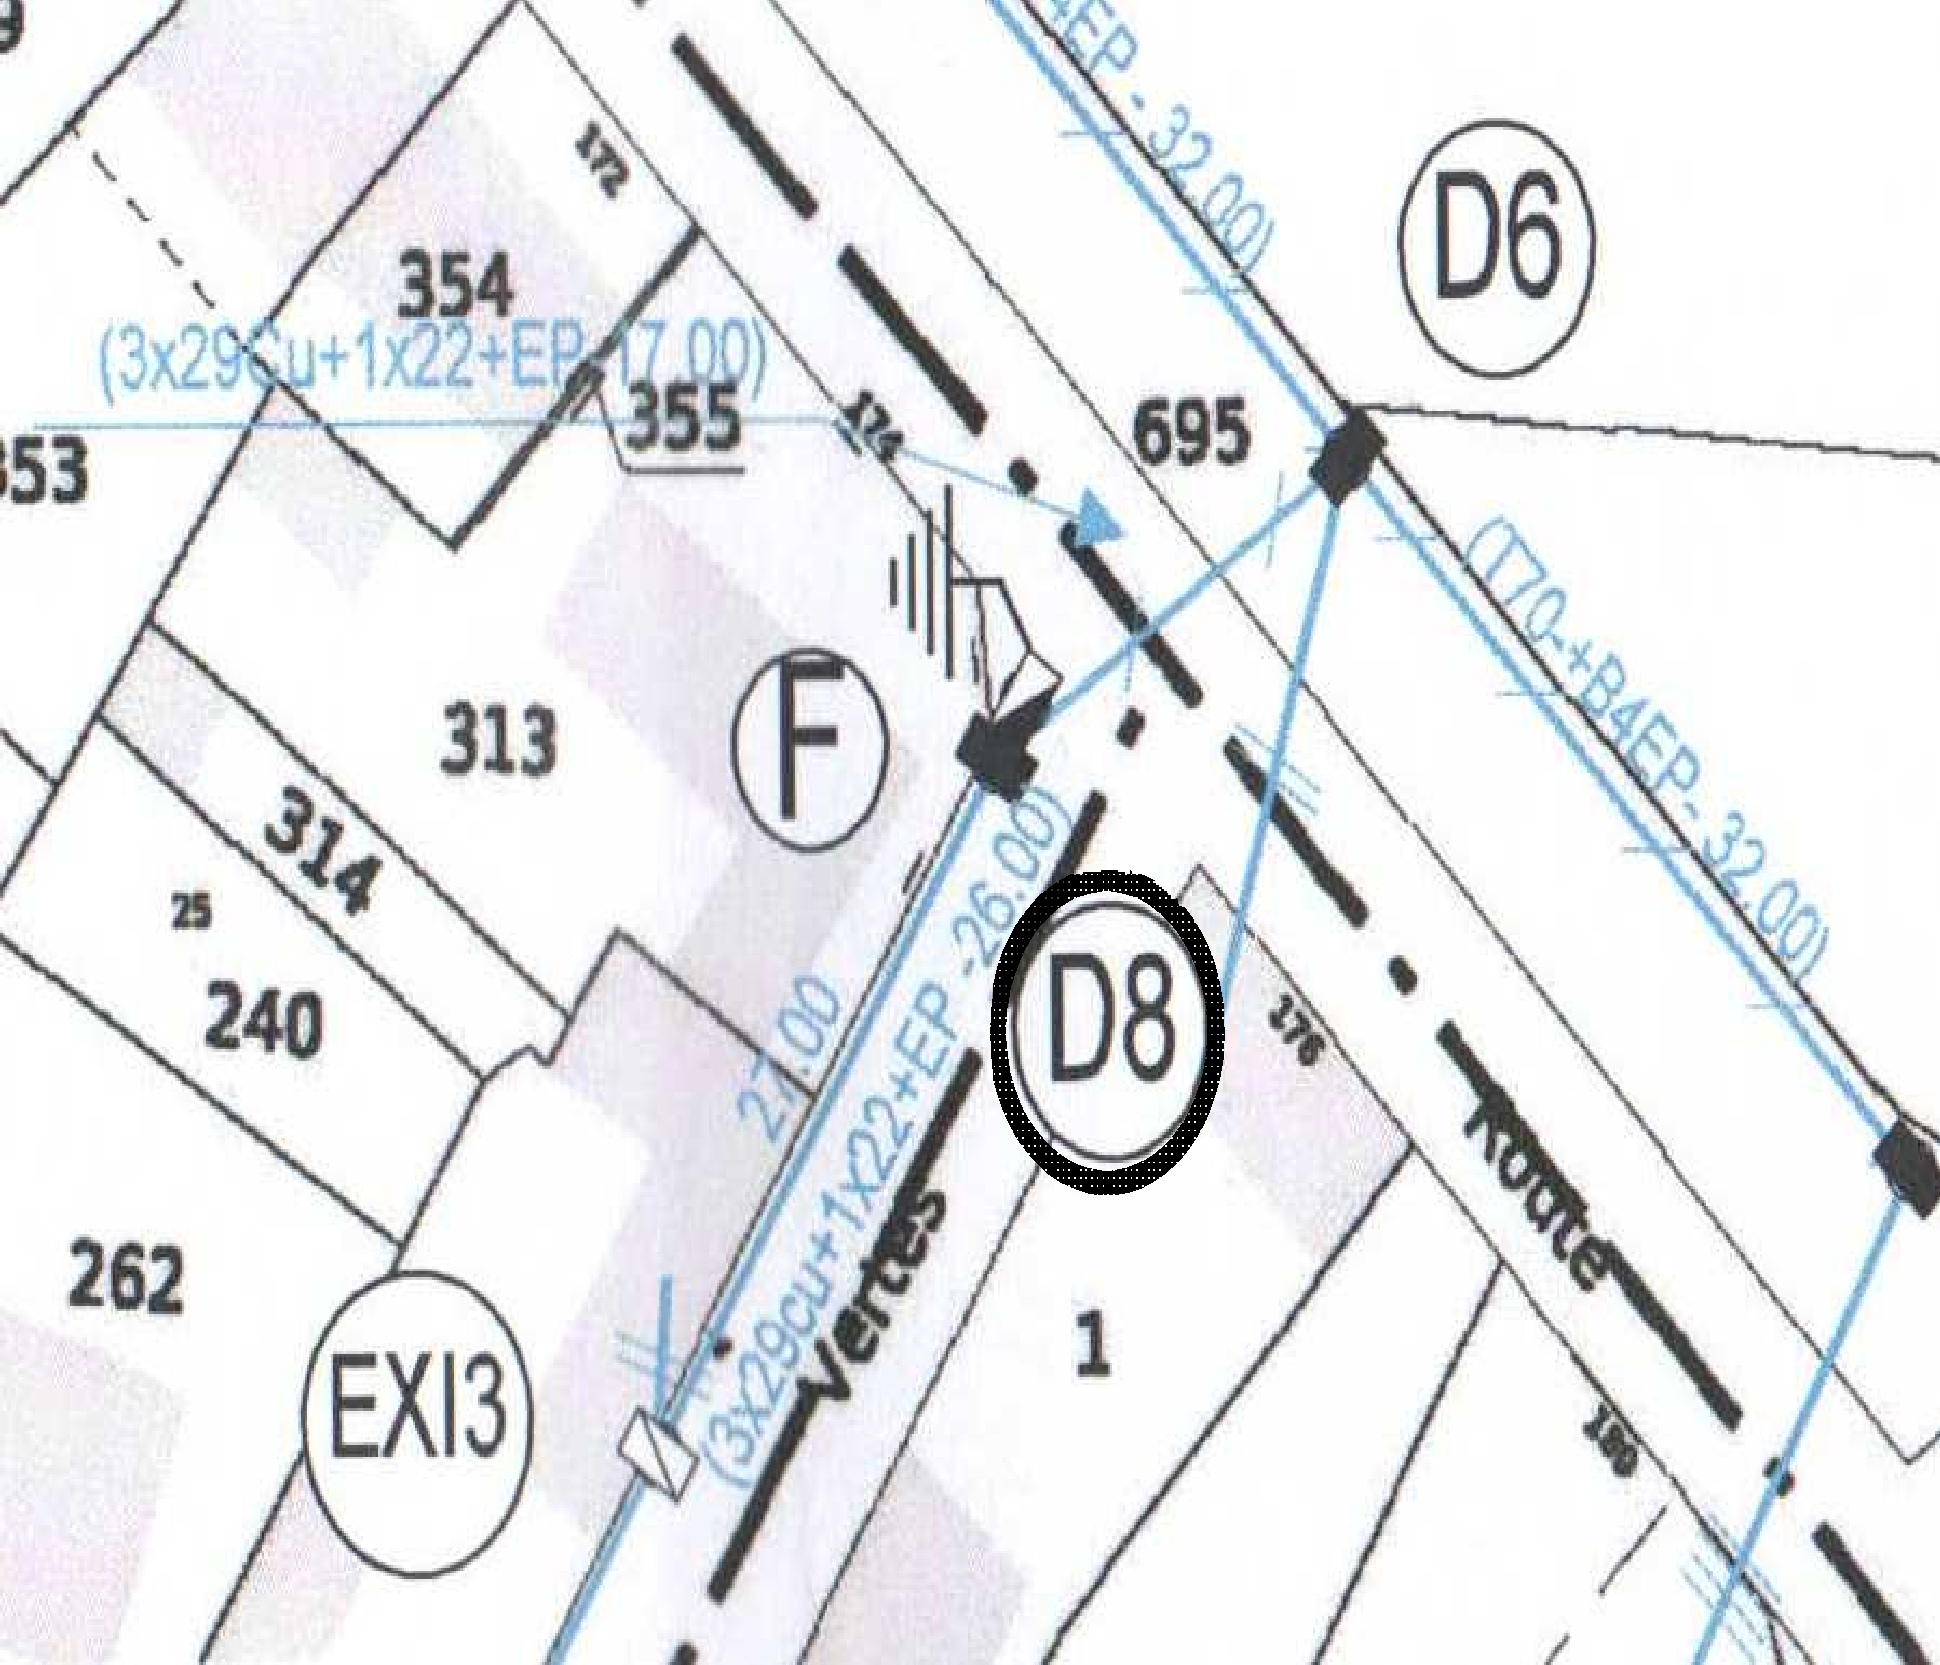 4EP - 32.00)
D6
172
354
(3x29Cu+1x22+EP 17.00)
355
695
353
(T70-+B4EP- 32.00)
F
313
314
25
240
D8
176
27.00
(3x29cu+1x22+EP -26.00)
Vertes
Route
262
1
EXI3
180